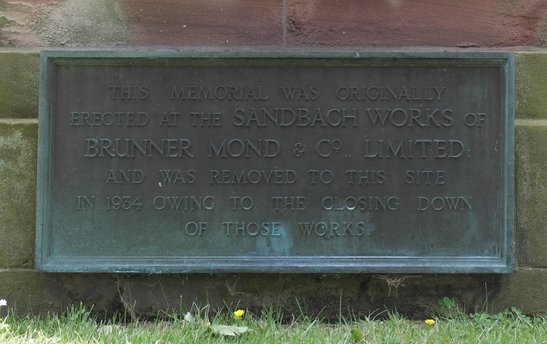 THIS MEMORIAL WAS ORIGINALLY
ERECTED AT THE SANDBACH WORKS OF
BRUNNER MOND & Co. LIMITED:
AND WAS REMOVED TO THIS SITE
IN 1934 OWING TO THE CLOSING DOWN
OF THOSE WORKS.